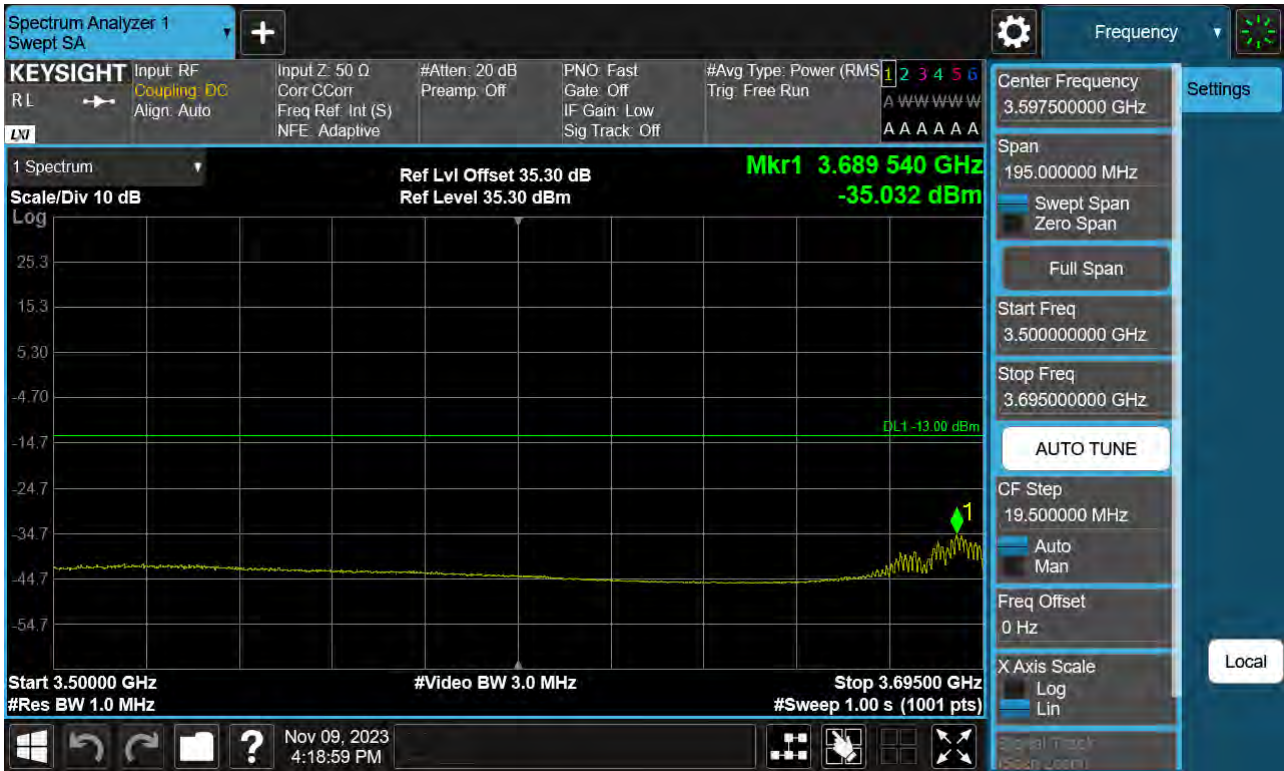 Spectrum Analyzer 1
Swept SA
Frequency
KEYSIGHT
RL
LXI
Input: RF
Coupling: DC
Align: Auto
Input Z: 50 Ω
Corr CCorr
Freq Ref: Int (S)
NFE: Adaptive
#Atten: 20 dB
Preamp: Off
PNO: Fast
Gate: Off
IF Gain: Low
Sig Track: Off
#Avg Type: Power (RMS
Trig: Free Run
1 2 3 4 5 6
A W W W W W
A A A A A A
1 Spectrum
Scale/Div 10 dB
Log
Ref Lvl Offset 35.30 dB
Ref Level 35.30 dBm
Mkr1 3.689 540 GHz
-35.032 dBm
25.3
15.3
5.30
-4.70
-14.7
-24.7
-34.7
-44.7
-54.7
DL1 -13.00 dBm
1
Start 3.50000 GHz
#Res BW 1.0 MHz
#Video BW 3.0 MHz
Stop 3.69500 GHz
#Sweep 1.00 s (1001 pts)
Center Frequency
3.597500000 GHz
Span
195.000000 MHz
Swept Span
Zero Span
Full Span
Start Freq
3.500000000 GHz
Stop Freq
3.695000000 GHz
AUTO TUNE
CF Step
19.500000 MHz
Auto
Man
Freq Offset
0 Hz
X Axis Scale
Log
Lin
Signal Track
(Span Zoom)
Settings
Local
?
Nov 09, 2023
4:18:59 PM